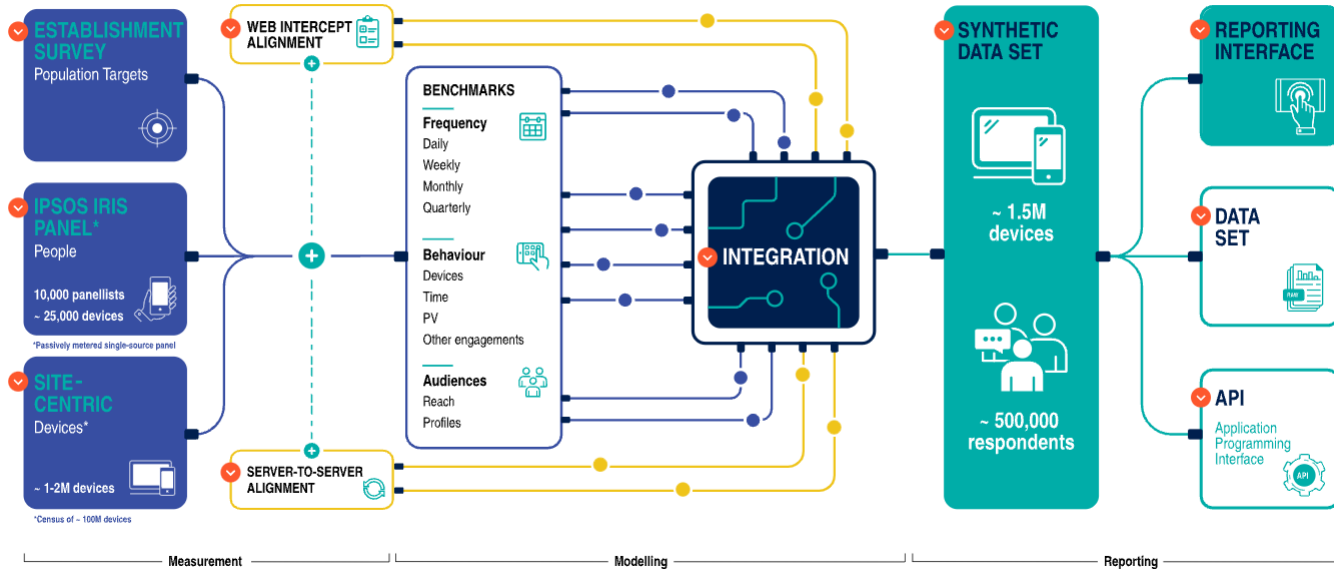 ESTABLISHMENT
SURVEY
Population Targets
IPSOS IRIS
PANEL*
People
10,000 panellists
~ 25,000 devices
*Passively metered single-source panel
SITE-
CENTRIC
Devices*
~ 1-2M devices
*Census of ~ 100M devices
WEB INTERCEPT
ALIGNMENT
SERVER-TO-SERVER
ALIGNMENT
BENCHMARKS
Frequency
Daily
Weekly
Monthly
Quarterly
Behaviour
Devices
Time
PV
Other engagements
Audiences
Reach
Profiles
INTEGRATION
SYNTHETIC
DATA SET
~ 1.5M
devices
~ 500,000
respondents
REPORTING
INTERFACE
DATA
SET
RAW
API
Application
Programming
Interface
API
Measurement
Modelling
Reporting